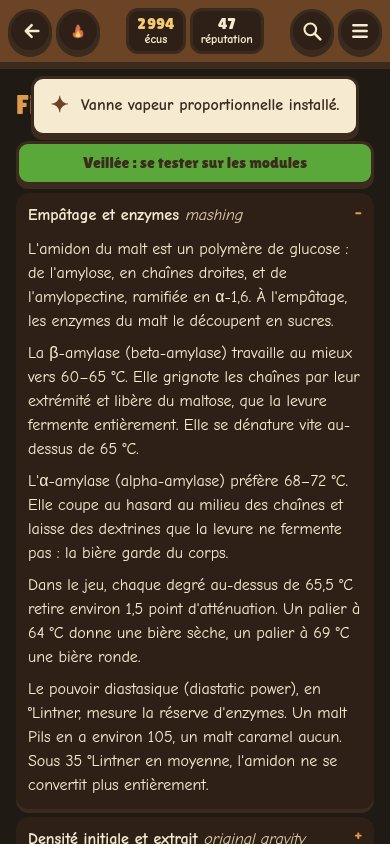 2 994
écus
47
réputation
F
Vanne vapeur proportionnelle installé.
Veillée : se tester sur les modules
Empâtage et enzymes mashing -
L'amidon du malt est un polymère de glucose :
de l'amylose, en chaînes droites, et de
l'amylopectine, ramifiée en α-1,6. À l'empâtage,
les enzymes du malt le découpent en sucres.
La β-amylase (beta-amylase) travaille au mieux
vers 60–65 °C. Elle grignote les chaînes par leur
extrémité et libère du maltose, que la levure
fermente entièrement. Elle se dénature vite au-
dessus de 65 °C.
L'α-amylase (alpha-amylase) préfère 68–72 °C.
Elle coupe au hasard au milieu des chaînes et
laisse des dextrines que la levure ne fermente
pas : la bière garde du corps.
Dans le jeu, chaque degré au-dessus de 65,5 °C
retire environ 1,5 point d'atténuation. Un palier à
64 °C donne une bière sèche, un palier à 69 °C
une bière ronde.
Le pouvoir diastasique (diastatic power), en
°Lintner, mesure la réserve d'enzymes. Un malt
Pils en a environ 105, un malt caramel aucun.
Sous 35 °Lintner en moyenne, l'amidon ne se
convertit plus entièrement.
Densité initiale et extrait original gravity +